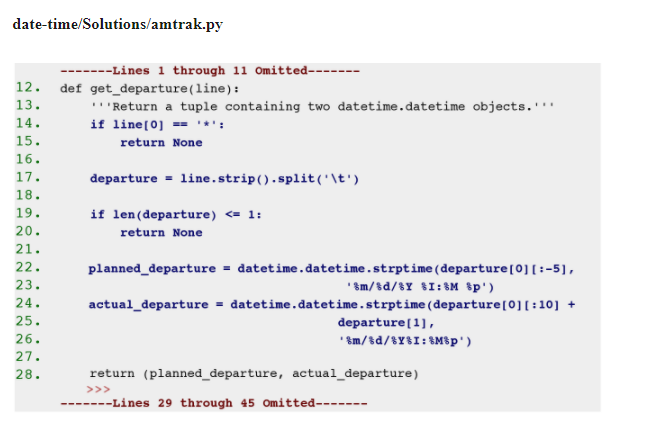 date-time/Solutions/amtrak.py
-------Lines 1 through 11 Omitted-------
12. def get_departure(line):
13. '''Return a tuple containing two datetime.datetime objects.'''
14. if line[0] == '*':
15. return None
16.
17. departure = line.strip().split('\t')
18.
19. if len(departure) <= 1:
20. return None
21.
22. planned_departure = datetime.datetime.strptime(departure[0][:-5],
23. '%m/%d/%Y %I:%M %p')
24. actual_departure = datetime.datetime.strptime(departure[0][:10] +
25. departure[1],
26. '%m/%d/%Y%I:%M%p')
27.
28. return (planned_departure, actual_departure)
>>>
-------Lines 29 through 45 Omitted-------